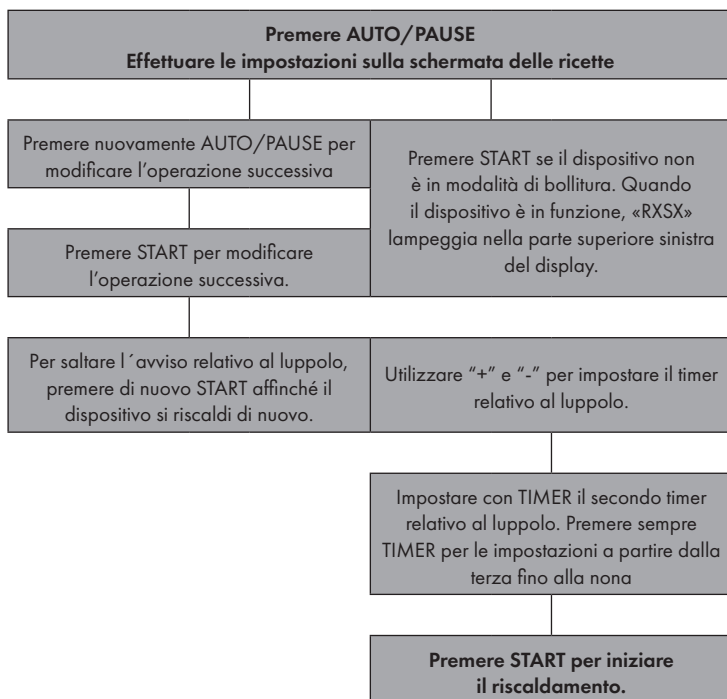 Premere AUTO/PAUSE
Effettuare le impostazioni sulla schermata delle ricette
Premere nuovamente AUTO/PAUSE per
modificare l’operazione successiva
Premere START se il dispositivo non
è in modalità di bollitura. Quando
il dispositivo è in funzione, «RXSX»
lampeggia nella parte superiore sinistra
del display.
Premere START per modificare
l’operazione successiva.
Per saltare l´avviso relativo al luppolo,
premere di nuovo START affinché il
dispositivo si riscaldi di nuovo.
Utilizzare “+” e “-” per impostare il timer
relativo al luppolo.
Impostare con TIMER il secondo timer
relativo al luppolo. Premere sempre
TIMER per le impostazioni a partire dalla
terza fino alla nona
Premere START per iniziare
il riscaldamento.